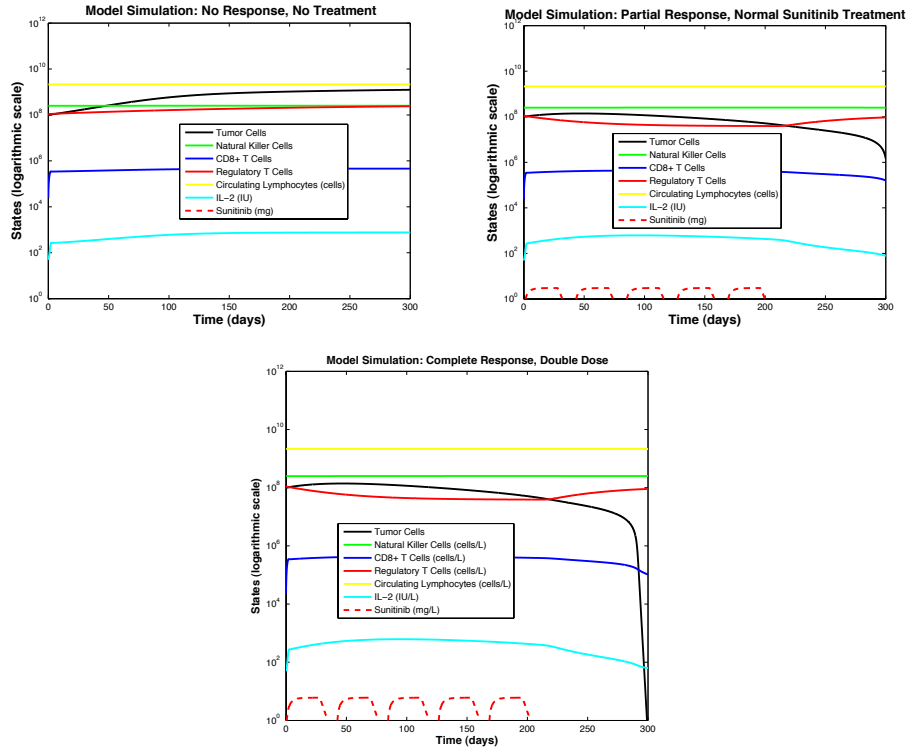 Model Simulation: No Response, No Treatment
10^12
10^10
10^8
10^6
10^4
10^2
10^0
States (logarithmic scale)
Tumor Cells
Natural Killer Cells
CD8+ T Cells
Regulatory T Cells
Circulating Lymphocytes (cells)
IL−2 (IU)
Sunitinib (mg)
0 50 100 150 200 250 300
Time (days)
Model Simulation: Partial Response, Normal Sunitinib Treatment
10^12
10^10
10^8
10^6
10^4
10^2
10^0
States (logarithmic scale)
Tumor Cells
Natural Killer Cells
CD8+ T Cells
Regulatory T Cells
Circulating Lymphocytes (cells)
IL−2 (IU)
Sunitinib (mg)
0 50 100 150 200 250 300
Time (days)
Model Simulation: Complete Response, Double Dose
10^12
10^10
10^8
10^6
10^4
10^2
10^0
States (logarithmic scale)
Tumor Cells
Natural Killer Cells (cells/L)
CD8+ T Cells (cells/L)
Regulatory T Cells (cells/L)
Circulating Lymphocytes (cells/L)
IL−2 (IU/L)
Sunitinib (mg/L)
0 50 100 150 200 250 300
Time (days)